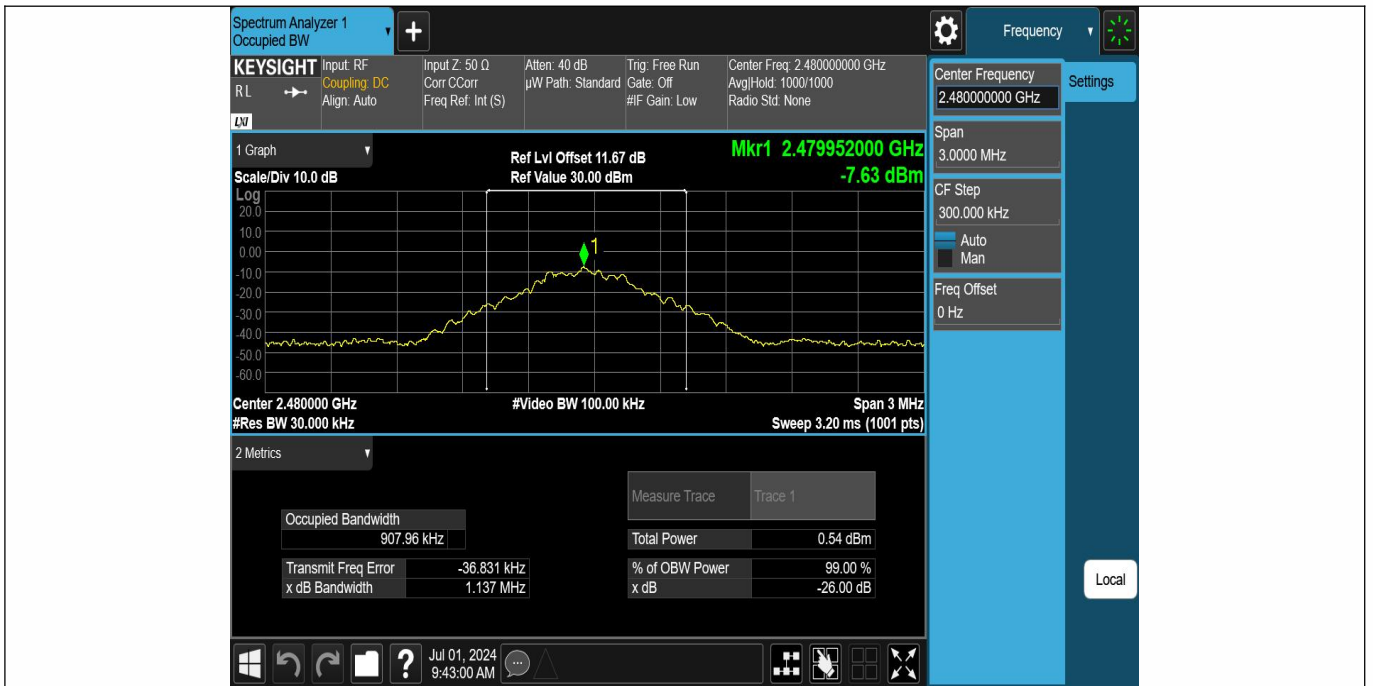 Spectrum Analyzer 1
Occupied BW
+
Frequency
KEYSIGHT
RL
LXI
Input: RF
Coupling: DC
Align: Auto
Input Z: 50 Ω
Corr CCorr
Freq Ref: Int (S)
Atten: 40 dB
µW Path: Standard
Trig: Free Run
Gate: Off
#IF Gain: Low
Center Freq: 2.480000000 GHz
Avg|Hold: 1000/1000
Radio Std: None
Center Frequency
2.480000000 GHz
Settings
Span
3.0000 MHz
CF Step
300.000 kHz
Auto
Man
Freq Offset
0 Hz
Local
1 Graph
Scale/Div 10.0 dB
Ref Lvl Offset 11.67 dB
Ref Value 30.00 dBm
Mkr1 2.479952000 GHz
-7.63 dBm
Log
20.0
10.0
0.00
-10.0
-20.0
-30.0
-40.0
-50.0
-60.0
1
Center 2.480000 GHz
#Video BW 100.00 kHz
Span 3 MHz
#Res BW 30.000 kHz
Sweep 3.20 ms (1001 pts)
2 Metrics
Measure Trace
Trace 1
Occupied Bandwidth
907.96 kHz
Total Power
0.54 dBm
Transmit Freq Error
-36.831 kHz
% of OBW Power
99.00 %
x dB Bandwidth
1.137 MHz
x dB
-26.00 dB
?
Jul 01, 2024
9:43:00 AM